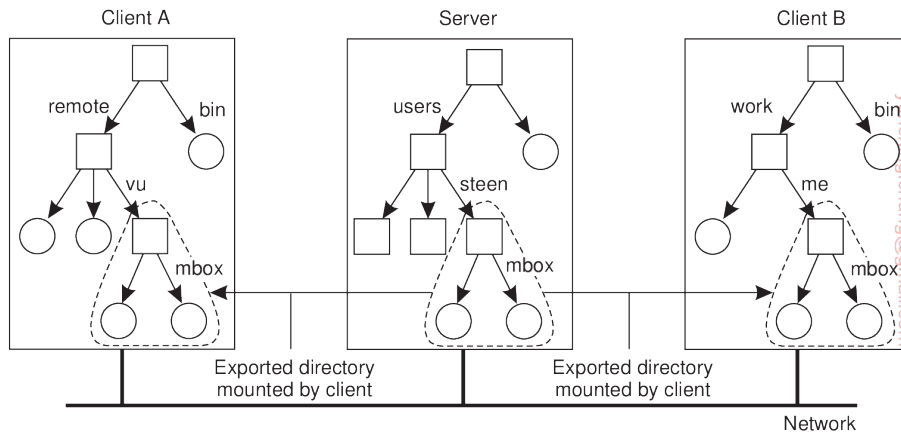 Client A
Server
Client B
remote
bin
users
work
bin
vu
steen
me
mbox
mbox
mbox
Exported directory
mounted by client
Exported directory
mounted by client
Network